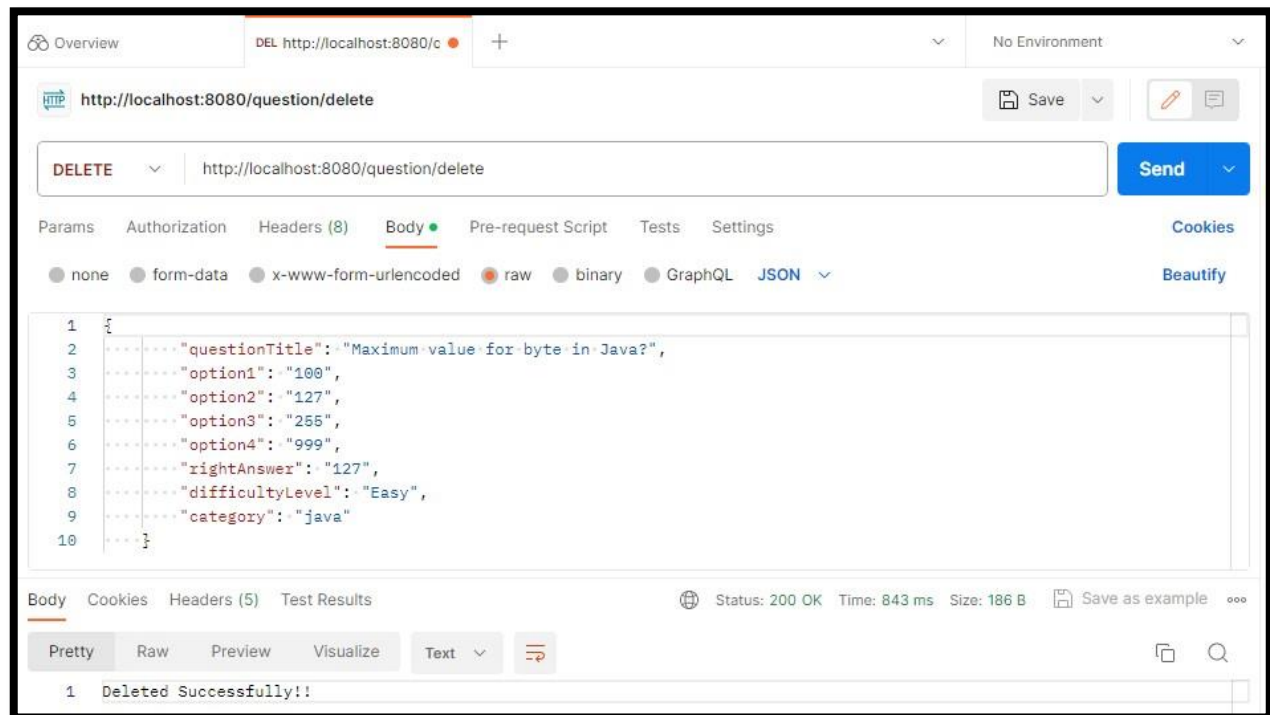 Overview DEL http://localhost:8080/c + No Environment
HTTP http://localhost:8080/question/delete Save
DELETE http://localhost:8080/question/delete Send
Params Authorization Headers (8) Body Pre-request Script Tests Settings Cookies
none form-data x-www-form-urlencoded raw binary GraphQL JSON Beautify
1 {
2 "questionTitle": "Maximum value for byte in Java?",
3 "option1": "100",
4 "option2": "127",
5 "option3": "255",
6 "option4": "999",
7 "rightAnswer": "127",
8 "difficultyLevel": "Easy",
9 "category": "java"
10 }
Body Cookies Headers (5) Test Results Status: 200 OK Time: 843 ms Size: 186 B Save as example
Pretty Raw Preview Visualize Text
1 Deleted Successfully!!